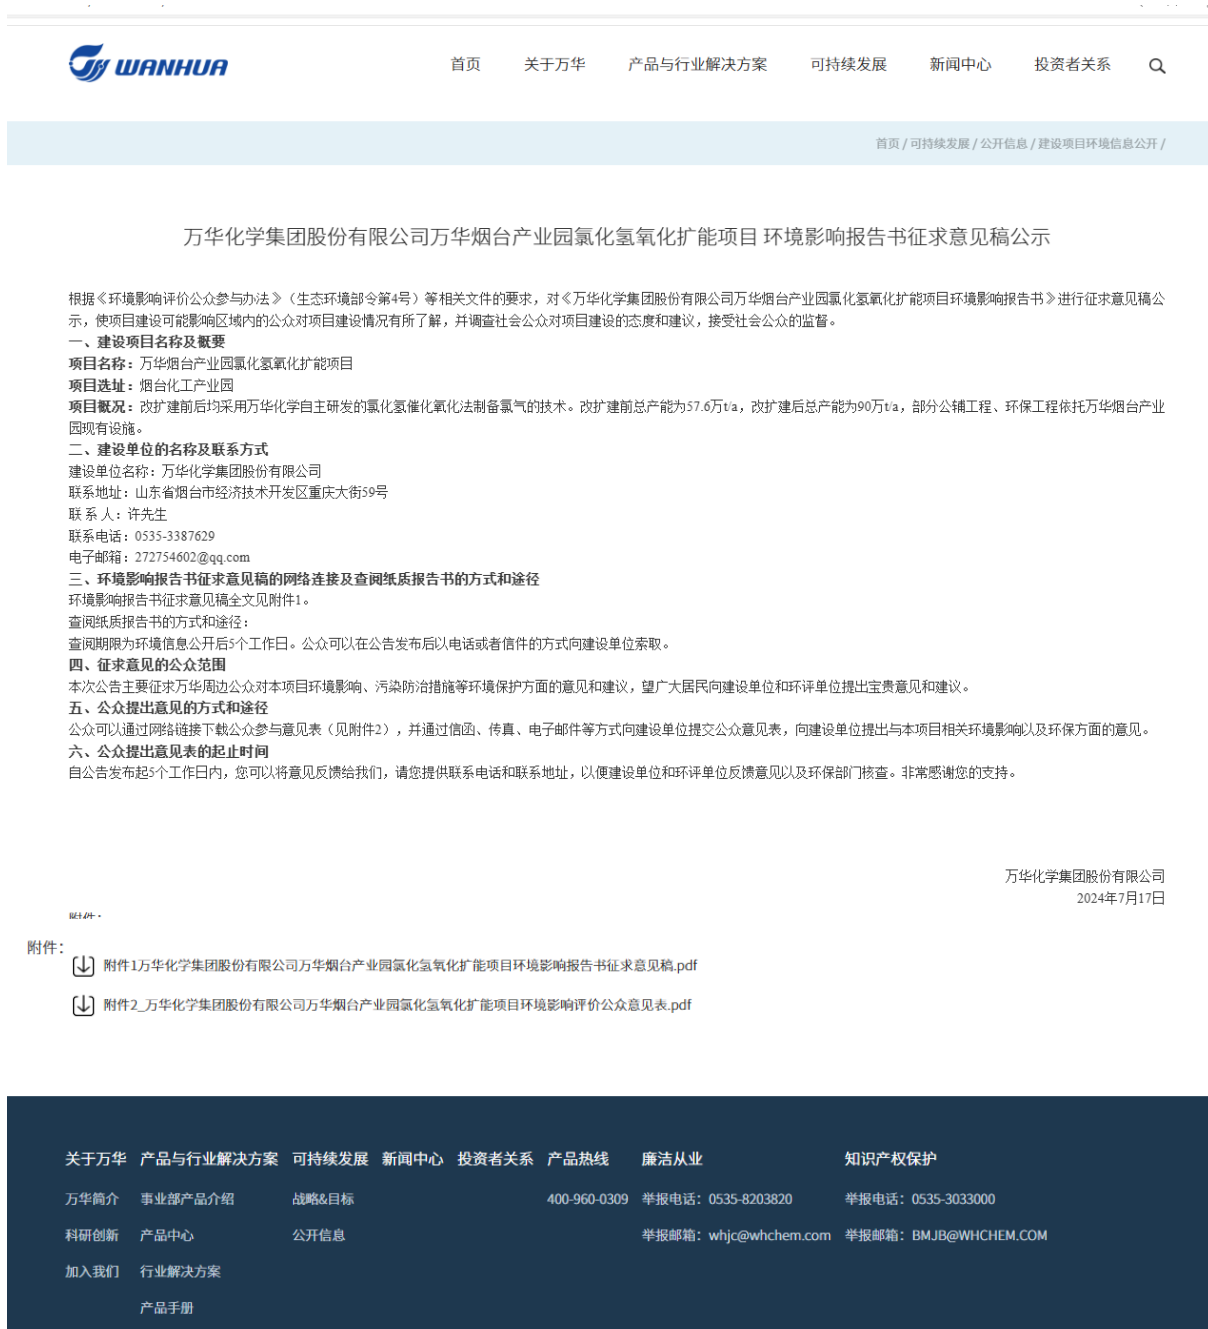 WANHUA
首页 关于万华 产品与行业解决方案 可持续发展 新闻中心 投资者关系
首页 / 可持续发展 / 公开信息 / 建设项目环境信息公开 /
万华化学集团股份有限公司万华烟台产业园氯化氢氧化扩能项目 环境影响报告书征求意见稿公示
根据《环境影响评价公众参与办法》（生态环境部令第4号）等相关文件的要求，对《万华化学集团股份有限公司万华烟台产业园氯化氢氧化扩能项目环境影响报告书》进行征求意见稿公
示，使项目建设可能影响区域内的公众对项目建设情况有所了解，并调查社会公众对项目建设的态度和建议，接受社会公众的监督。
一、建设项目名称及概要
项目名称：万华烟台产业园氯化氢氧化扩能项目
项目选址：烟台化工产业园
项目概况：改扩建前后均采用万华化学自主研发的氯化氢催化氧化法制备氯气的技术。改扩建前总产能为57.6万t/a，改扩建后总产能为90万t/a，部分公辅工程、环保工程依托万华烟台产业
园现有设施。
二、建设单位的名称及联系方式
建设单位名称：万华化学集团股份有限公司
联系地址：山东省烟台市经济技术开发区重庆大街59号
联 系 人：许先生
联系电话：0535-3387629
电子邮箱：272754602@qq.com
三、环境影响报告书征求意见稿的网络连接及查阅纸质报告书的方式和途径
环境影响报告书征求意见稿全文见附件1。
查阅纸质报告书的方式和途径：
查阅期限为环境信息公开后5个工作日。公众可以在公告发布后以电话或者信件的方式向建设单位索取。
四、征求意见的公众范围
本次公告主要征求万华周边公众对本项目环境影响、污染防治措施等环境保护方面的意见和建议，望广大居民向建设单位和环评单位提出宝贵意见和建议。
五、公众提出意见的方式和途径
公众可以通过网络链接下载公众参与意见表（见附件2），并通过信函、传真、电子邮件等方式向建设单位提交公众意见表，向建设单位提出与本项目相关环境影响以及环保方面的意见。
六、公众提出意见表的起止时间
自公告发布起5个工作日内，您可以将意见反馈给我们，请您提供联系电话和联系地址，以便建设单位和环评单位反馈意见以及环保部门核查。非常感谢您的支持。
万华化学集团股份有限公司
2024年7月17日
附件：
附件：
附件1万华化学集团股份有限公司万华烟台产业园氯化氢氧化扩能项目环境影响报告书征求意见稿.pdf
附件2_万华化学集团股份有限公司万华烟台产业园氯化氢氧化扩能项目环境影响评价公众意见表.pdf
关于万华 产品与行业解决方案 可持续发展 新闻中心 投资者关系 产品热线 廉洁从业 知识产权保护
万华简介 事业部产品介绍 战略&目标 400-960-0309 举报电话：0535-8203820 举报电话：0535-3033000
科研创新 产品中心 公开信息 举报邮箱：whjc@whchem.com 举报邮箱：BMJB@WHCHEM.COM
加入我们 行业解决方案
产品手册